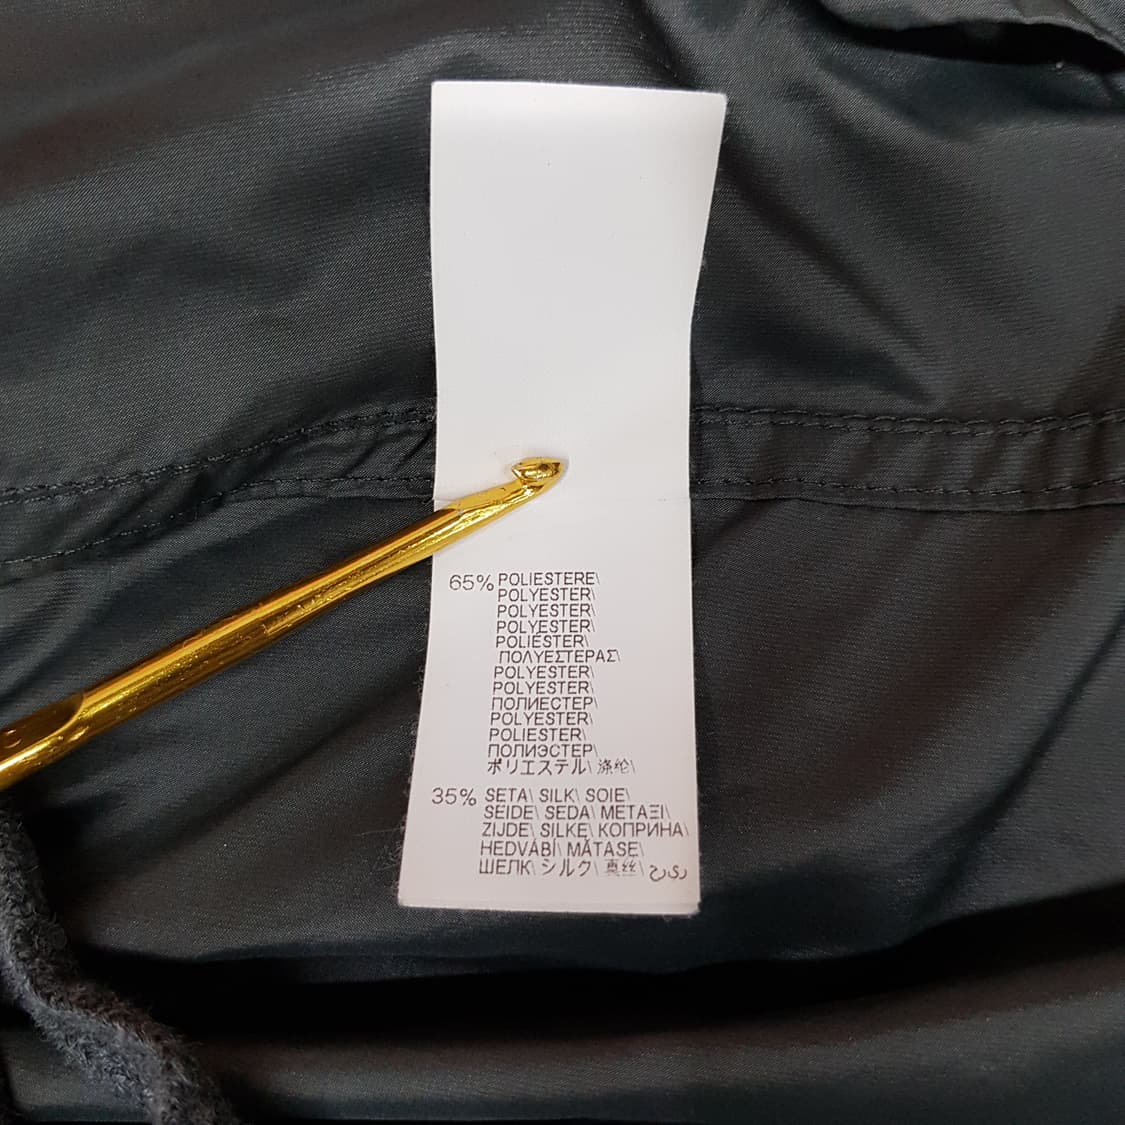 65% POLIESTERE\
POLYESTER\
POLYESTER\
POLYESTER\
POLIÉSTER\
ΠΟΛΥΕΣΤΕΡΑΣ\
POLYESTER\
POLYESTER\
ПОЛИЕСТЕР\
POLYESTER\
POLIESTER\
ПОЛИЭСТЕР\
ポリエステル\ 涤纶\
35% SETA\ SILK\ SOIE\
SEIDE\ SEDA\ ΜΕΤΑΞΙ\
ZIJDE\ SILKE\ КОПРИНА\
HEDVÁBÍ\ MĂTASE\
ШЕЛК\ シルク\ 真丝\